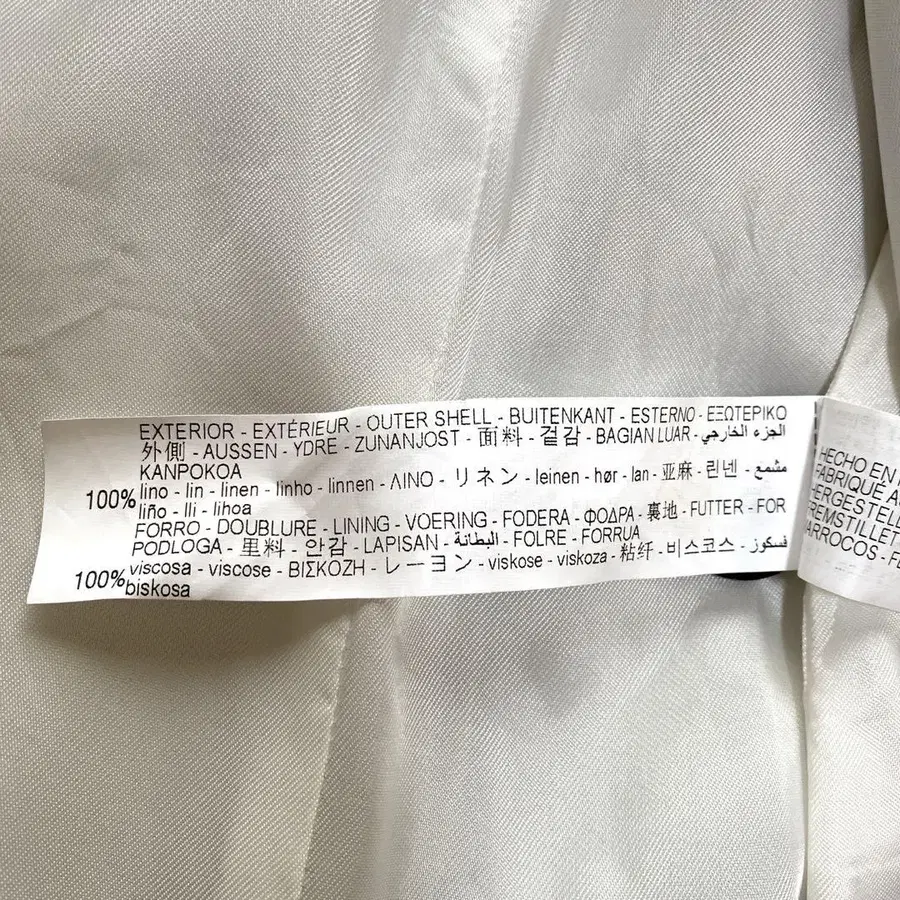 EXTERIOR - EXTÉRIEUR - OUTER SHELL - BUITENKANT - ESTERNO - ΕΞΩΤΕΡΙΚΟ
外側 - AUSSEN - YDRE - ZUNANJOST - 面料 - 겉감 - BAGIAN LUAR - الجزء الخارجي
KANPOKOA
100% lino - lin - linen - linho - linnen - ΛΙΝΟ - リネン - leinen - hør - lan - 亚麻 - 린넨 - مشمع
liño - lli - lihoa
FORRO - DOUBLURE - LINING - VOERING - FODERA - ΦΟΔΡΑ - 裏地 - FUTTER - FOR
PODLOGA - 里料 - 안감 - LAPISAN - البطانة - FOLRE - FORRUA
100% viscosa - viscose - ΒΙΣΚΟΖΗ - レーヨン - viskose - viskoza - 粘纤 - 비스코스 - فسكوز
biskosa
HECHO EN
FABRIQUE
HERGESTELL
FREMSTILLET
ARROCOS -